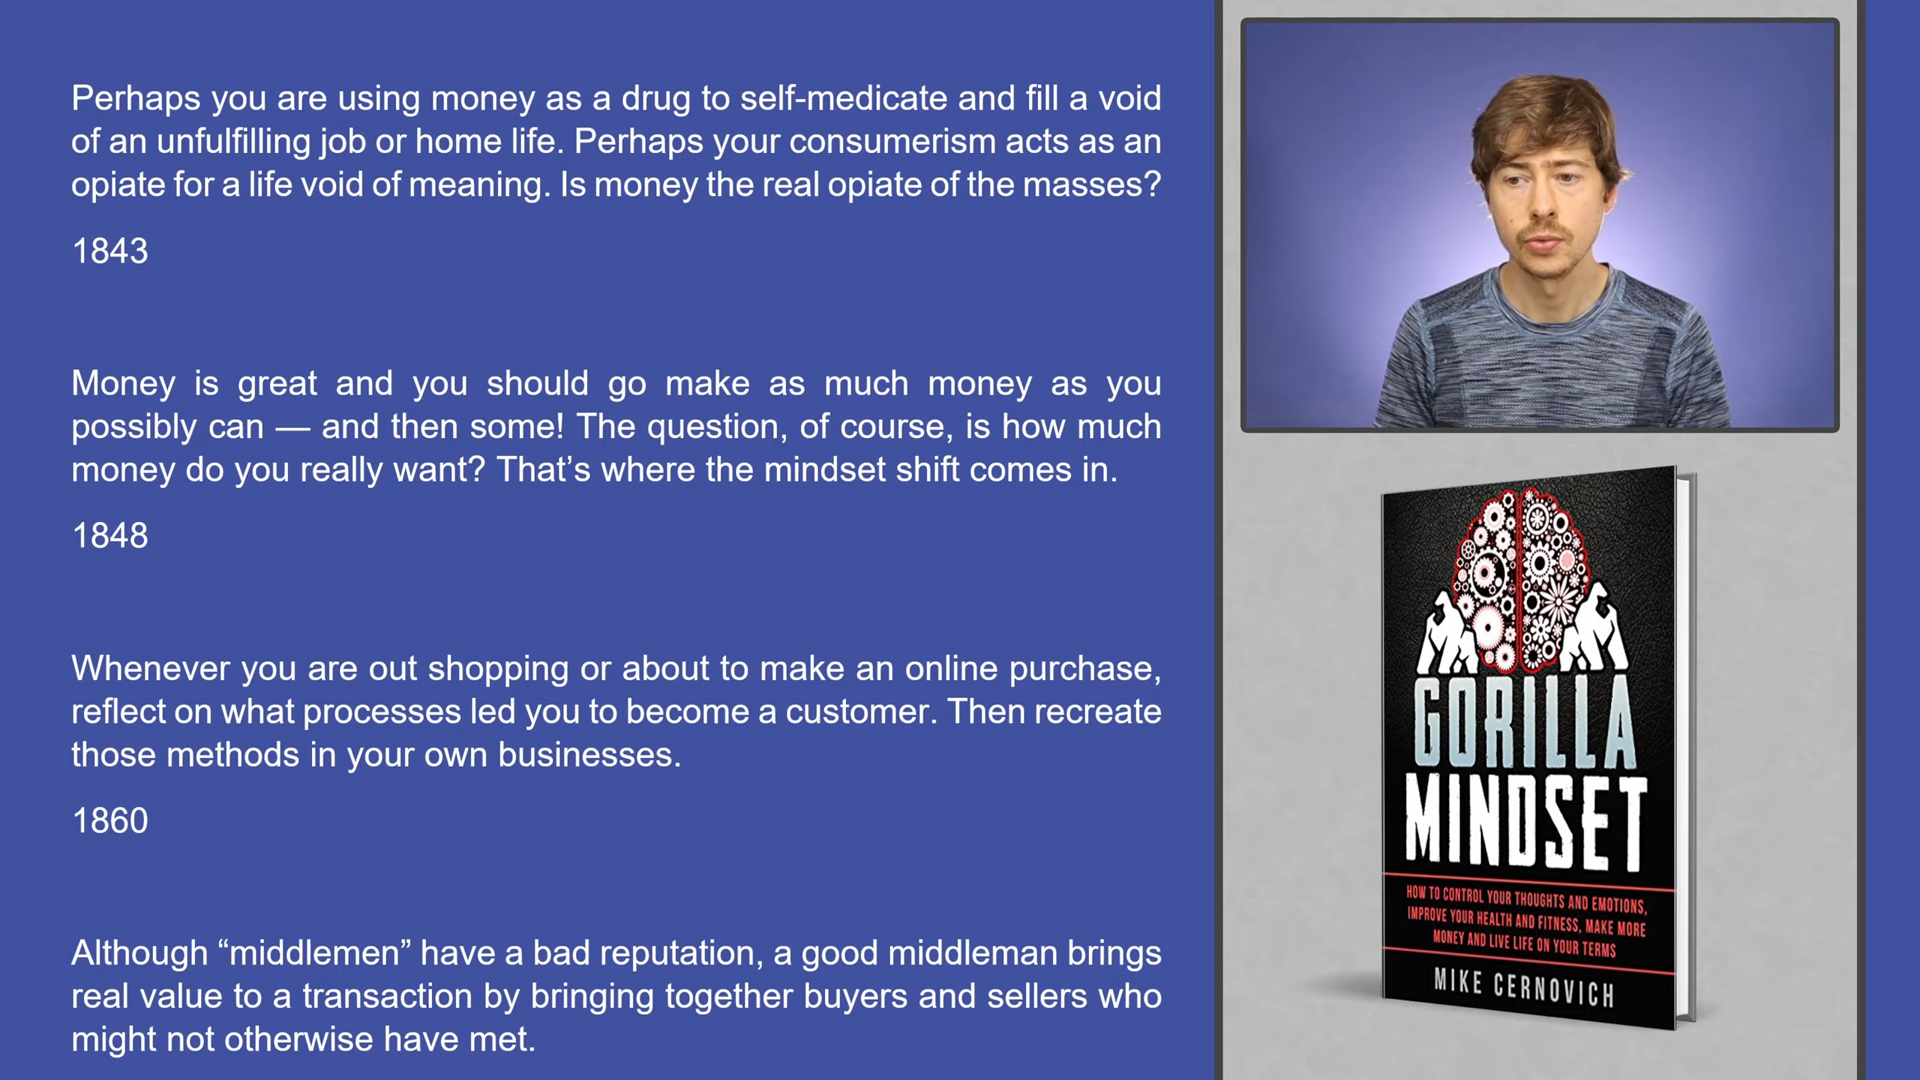 Perhaps you are using money as a drug to self-medicate and fill a void
of an unfulfilling job or home life. Perhaps your consumerism acts as an
opiate for a life void of meaning. Is money the real opiate of the masses?
1843
Money is great and you should go make as much money as you
possibly can — and then some! The question, of course, is how much
money do you really want? That’s where the mindset shift comes in.
1848
Whenever you are out shopping or about to make an online purchase,
reflect on what processes led you to become a customer. Then recreate
those methods in your own businesses.
1860
Although “middlemen” have a bad reputation, a good middleman brings
real value to a transaction by bringing together buyers and sellers who
might not otherwise have met.
GORILLA
MINDSET
HOW TO CONTROL YOUR THOUGHTS AND EMOTIONS,
IMPROVE YOUR HEALTH AND FITNESS, MAKE MORE
MONEY AND LIVE LIFE ON YOUR TERMS
MIKE CERNOVICH